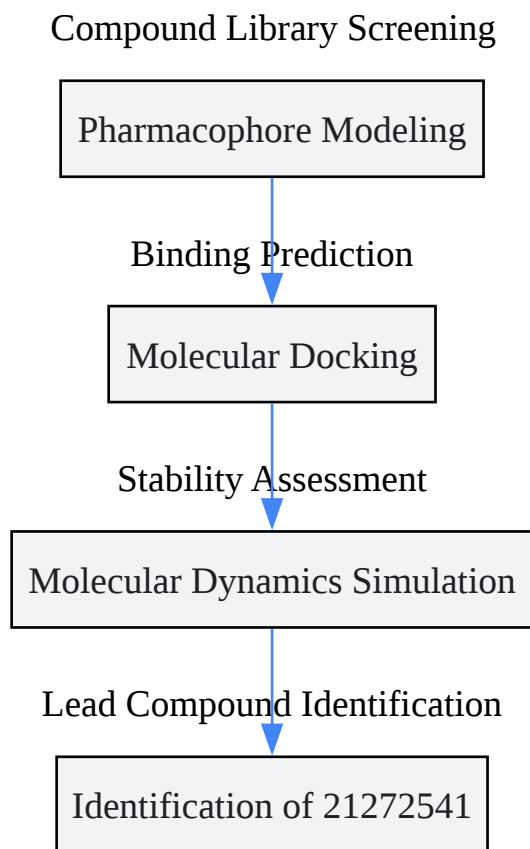 Compound Library Screening
Pharmacophore Modeling
Binding Prediction
Molecular Docking
Stability Assessment
Molecular Dynamics Simulation
Lead Compound Identification
Identification of 21272541